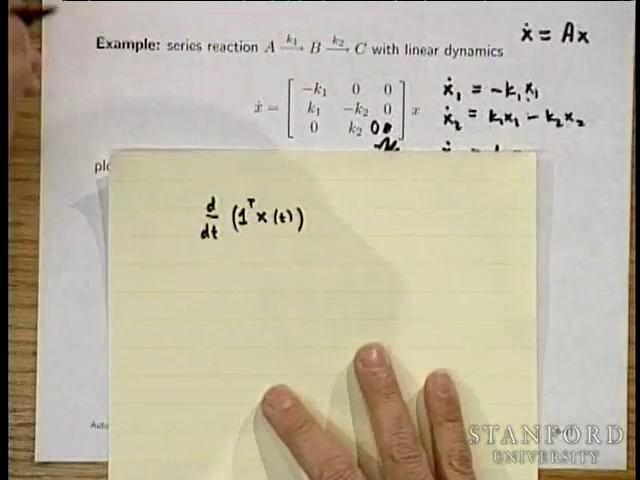 Example: series reaction A —k₁→ B —k₂→ C with linear dynamics
ẋ = Ax
ẋ = [ -k₁ 0 0
k₁ -k₂ 0
0 k₂ 0 ] x
ẋ₁ = -k₁x₁
ẋ₂ = k₁x₁ - k₂x₂
d/dt (1ᵀx(t))
STANFORD
UNIVERSITY